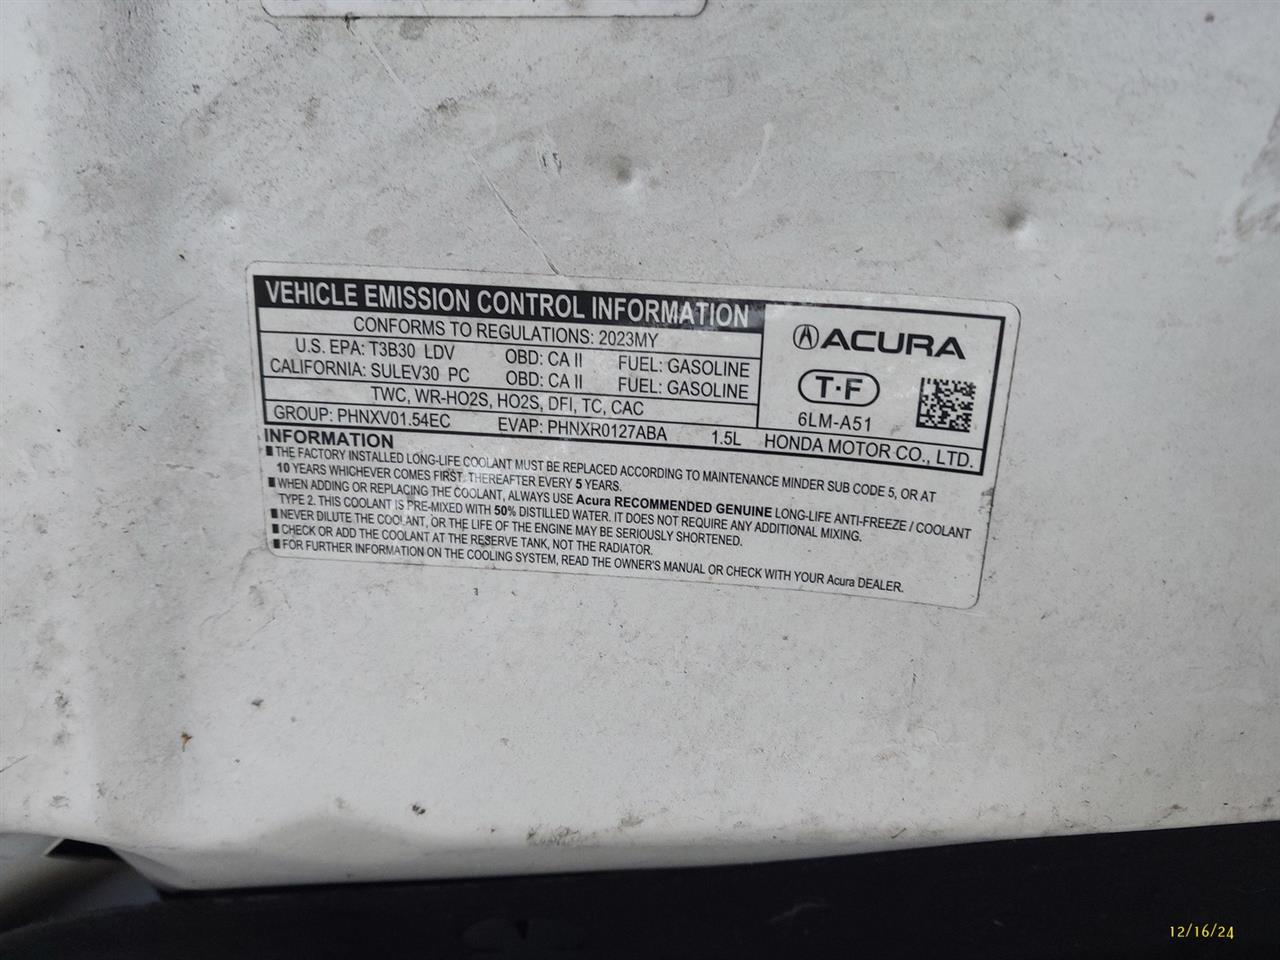 VEHICLE EMISSION CONTROL INFORMATION
CONFORMS TO REGULATIONS: 2023MY
U.S. EPA: T3B30 LDV OBD: CA II FUEL: GASOLINE
CALIFORNIA: SULEV30 PC OBD: CA II FUEL: GASOLINE
TWC, WR-HO2S, HO2S, DFI, TC, CAC
GROUP: PHNXV01.54EC EVAP: PHNXR0127ABA 1.5L
ACURA
T·F
6LM-A51
HONDA MOTOR CO., LTD.
INFORMATION
■ THE FACTORY INSTALLED LONG-LIFE COOLANT MUST BE REPLACED ACCORDING TO MAINTENANCE MINDER SUB CODE 5, OR AT
10 YEARS WHICHEVER COMES FIRST. THEREAFTER EVERY 5 YEARS.
■ WHEN ADDING OR REPLACING THE COOLANT, ALWAYS USE Acura RECOMMENDED GENUINE LONG-LIFE ANTI-FREEZE / COOLANT
TYPE 2. THIS COOLANT IS PRE-MIXED WITH 50% DISTILLED WATER. IT DOES NOT REQUIRE ANY ADDITIONAL MIXING.
■ NEVER DILUTE THE COOLANT, OR THE LIFE OF THE ENGINE MAY BE SERIOUSLY SHORTENED.
■ CHECK OR ADD THE COOLANT AT THE RESERVE TANK, NOT THE RADIATOR.
■ FOR FURTHER INFORMATION ON THE COOLING SYSTEM, READ THE OWNER'S MANUAL OR CHECK WITH YOUR Acura DEALER.
12/16/24